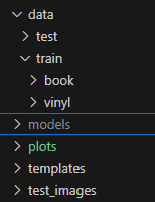 data
test
train
book
vinyl
models
plots
templates
test_images